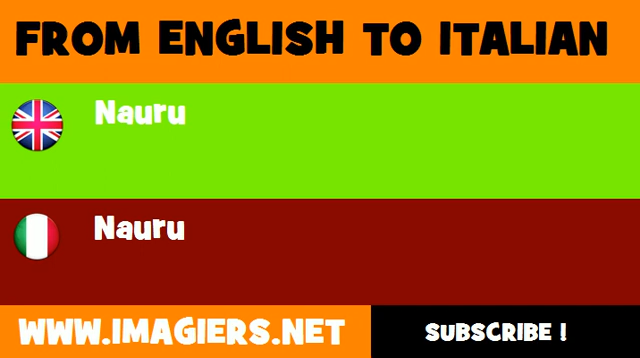 FROM ENGLISH TO ITALIAN
Nauru
Nauru
WWW.IMAGIERS.NET
SUBSCRIBE !